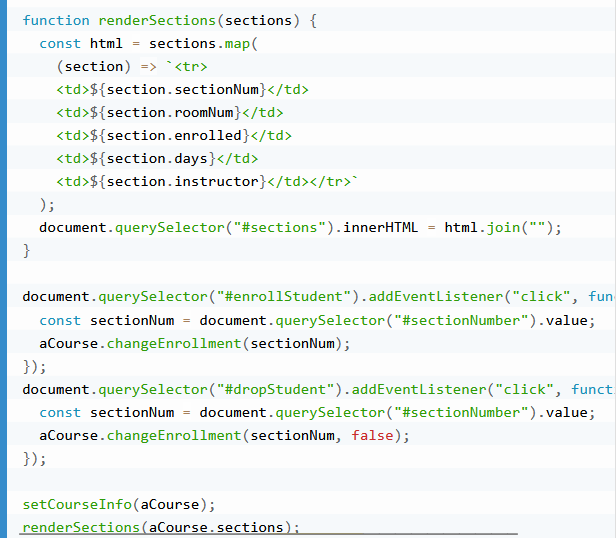 function renderSections(sections) {
  const html = sections.map(
    (section) => `<tr>
    <td>${section.sectionNum}</td>
    <td>${section.roomNum}</td>
    <td>${section.enrolled}</td>
    <td>${section.days}</td>
    <td>${section.instructor}</td></tr>`
  );
  document.querySelector("#sections").innerHTML = html.join("");
}

document.querySelector("#enrollStudent").addEventListener("click", fun
  const sectionNum = document.querySelector("#sectionNumber").value;
  aCourse.changeEnrollment(sectionNum);
});
document.querySelector("#dropStudent").addEventListener("click", funct
  const sectionNum = document.querySelector("#sectionNumber").value;
  aCourse.changeEnrollment(sectionNum, false);
});

setCourseInfo(aCourse);
renderSections(aCourse.sections);